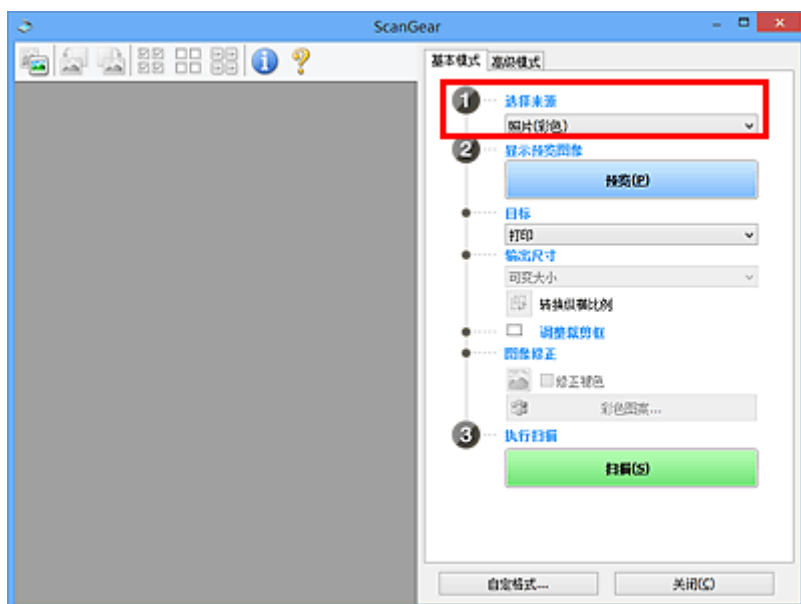 ScanGear
基本模式 高级模式
1 选择来源
照片(彩色)
2 显示预览图像
预览(P)
目标
打印
输出尺寸
可变大小
转换纵横比例
调整裁剪框
图像修正
修正褪色
彩色图案...
3 执行扫描
扫描(S)
自定格式... 关闭(C)